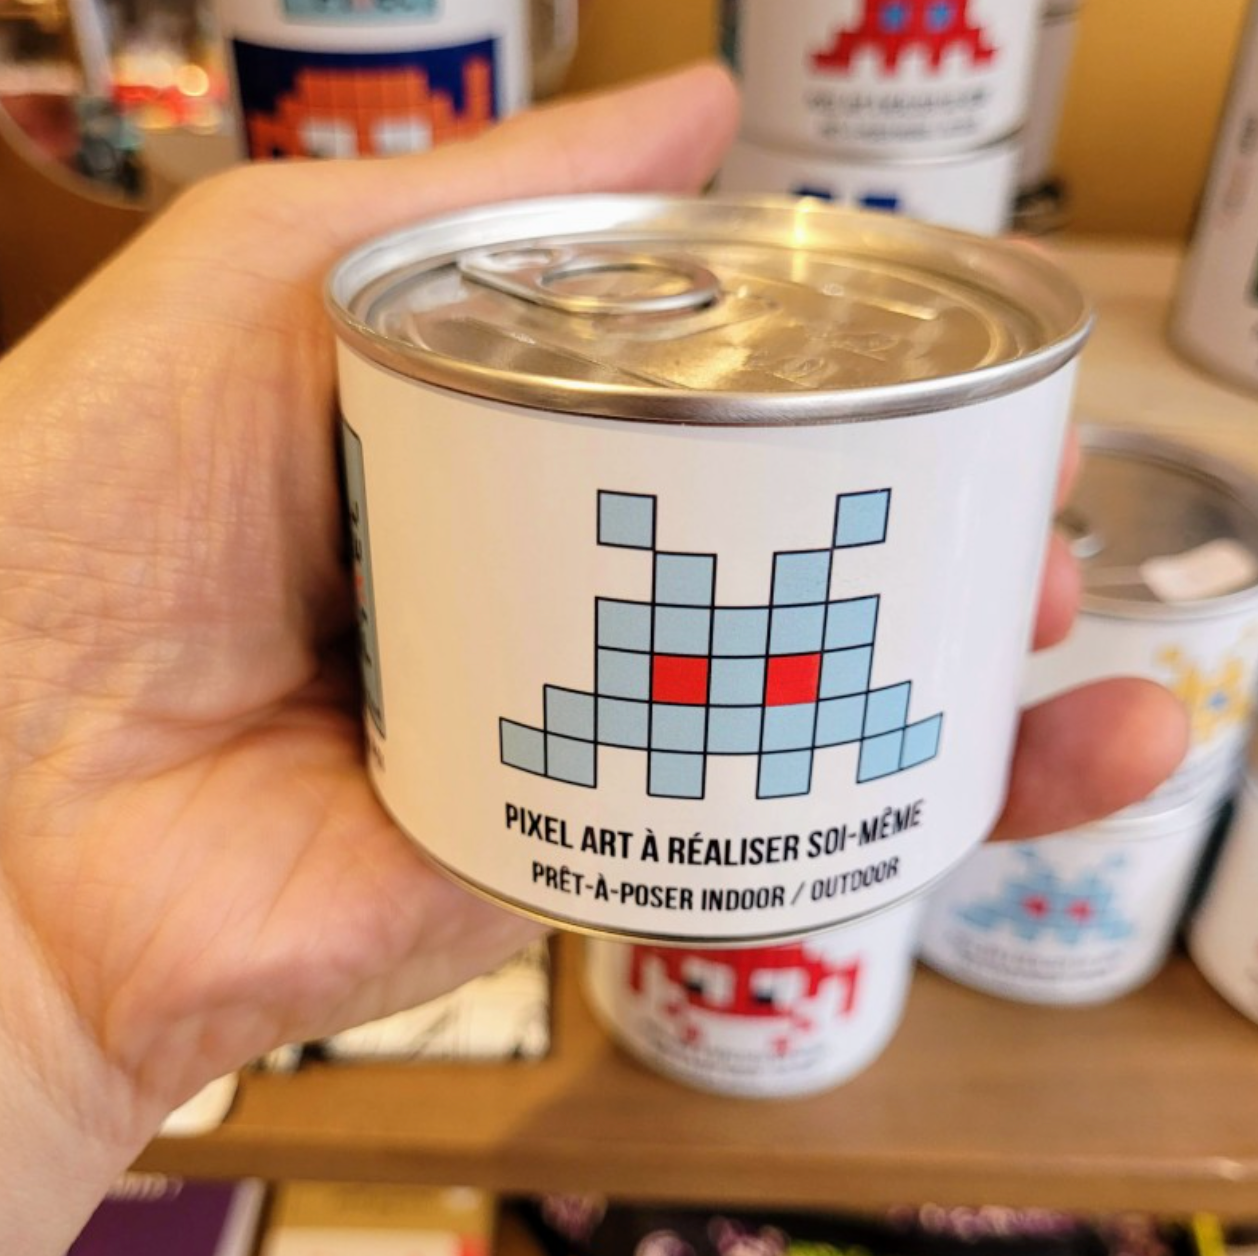 PIXEL ART À RÉALISER SOI-MÊME
PRÊT-À-POSER INDOOR / OUTDOOR